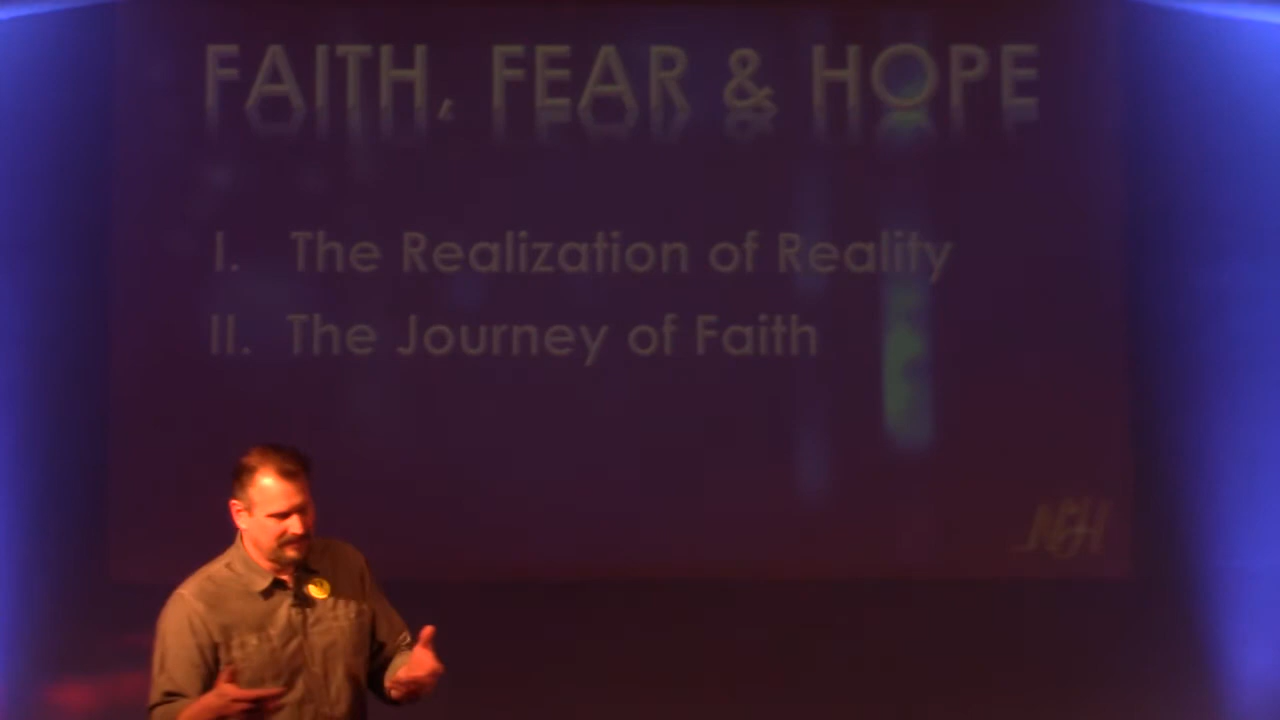 FAITH, FEAR & HOPE
I. The Realization of Reality
II. The Journey of Faith